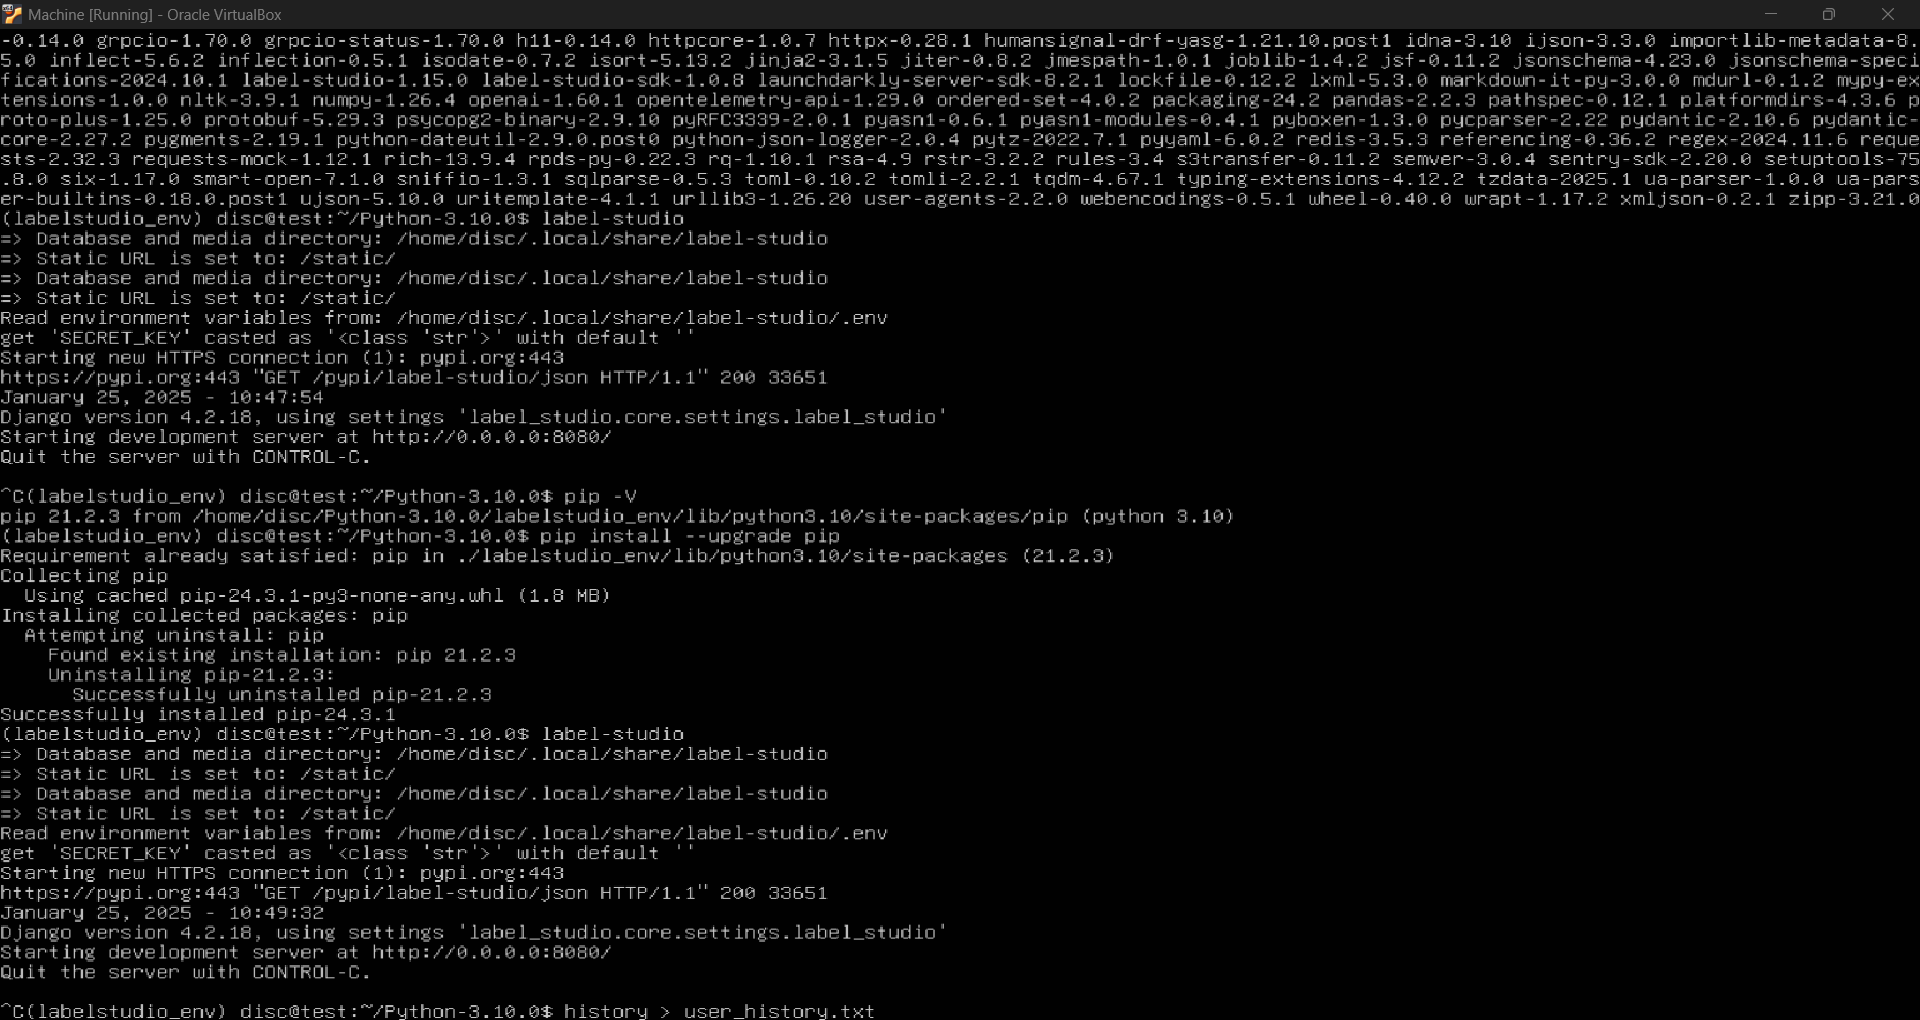 Machine [Running] - Oracle VirtualBox
-0.14.0 grpcio-1.70.0 grpcio-status-1.70.0 h11-0.14.0 httpcore-1.0.7 httpx-0.28.1 humansignal-drf-yasg-1.21.10.post1 idna-3.10 ijson-3.3.0 importlib-metadata-8.
5.0 inflect-5.6.2 inflection-0.5.1 isodate-0.7.2 isort-5.13.2 jinja2-3.1.5 jiter-0.8.2 jmespath-1.0.1 joblib-1.4.2 jsf-0.11.2 jsonschema-4.23.0 jsonschema-speci
fications-2024.10.1 label-studio-1.15.0 label-studio-sdk-1.0.8 launchdarkly-server-sdk-8.2.1 lockfile-0.12.2 lxml-5.3.0 markdown-it-py-3.0.0 mdurl-0.1.2 mypy-ex
tensions-1.0.0 nltk-3.9.1 numpy-1.26.4 openai-1.60.1 opentelemetry-api-1.29.0 ordered-set-4.0.2 packaging-24.2 pandas-2.2.3 pathspec-0.12.1 platformdirs-4.3.6 p
roto-plus-1.25.0 protobuf-5.29.3 psycopg2-binary-2.9.10 pyRFC3339-2.0.1 pyasn1-0.6.1 pyasn1-modules-0.4.1 pyboxen-1.3.0 pycparser-2.22 pydantic-2.10.6 pydantic-
core-2.27.2 pygments-2.19.1 python-dateutil-2.9.0.post0 python-json-logger-2.0.4 pytz-2022.7.1 pyyaml-6.0.2 redis-3.5.3 referencing-0.36.2 regex-2024.11.6 reque
sts-2.32.3 requests-mock-1.12.1 rich-13.9.4 rpds-py-0.22.3 rq-1.10.1 rsa-4.9 rstr-3.2.2 rules-3.4 s3transfer-0.11.2 semver-3.0.4 sentry-sdk-2.20.0 setuptools-75
.8.0 six-1.17.0 smart-open-7.1.0 sniffio-1.3.1 sqlparse-0.5.3 toml-0.10.2 tomli-2.2.1 tqdm-4.67.1 typing-extensions-4.12.2 tzdata-2025.1 ua-parser-1.0.0 ua-pars
er-builtins-0.18.0.post1 ujson-5.10.0 uritemplate-4.1.1 urllib3-1.26.20 user-agents-2.2.0 webencodings-0.5.1 wheel-0.40.0 wrapt-1.17.2 xmljson-0.2.1 zipp-3.21.0
(labelstudio_env) disc@test:~/Python-3.10.0$ label-studio
=> Database and media directory: /home/disc/.local/share/label-studio
=> Static URL is set to: /static/
=> Database and media directory: /home/disc/.local/share/label-studio
=> Static URL is set to: /static/
Read environment variables from: /home/disc/.local/share/label-studio/.env
get 'SECRET_KEY' casted as '<class 'str'>' with default ''
Starting new HTTPS connection (1): pypi.org:443
https://pypi.org:443 "GET /pypi/label-studio/json HTTP/1.1" 200 33651
January 25, 2025 - 10:47:54
Django version 4.2.18, using settings 'label_studio.core.settings.label_studio'
Starting development server at http://0.0.0.0:8080/
Quit the server with CONTROL-C.
^C(labelstudio_env) disc@test:~/Python-3.10.0$ pip -V
pip 21.2.3 from /home/disc/Python-3.10.0/labelstudio_env/lib/python3.10/site-packages/pip (python 3.10)
(labelstudio_env) disc@test:~/Python-3.10.0$ pip install --upgrade pip
Requirement already satisfied: pip in ./labelstudio_env/lib/python3.10/site-packages (21.2.3)
Collecting pip
  Using cached pip-24.3.1-py3-none-any.whl (1.8 MB)
Installing collected packages: pip
  Attempting uninstall: pip
    Found existing installation: pip 21.2.3
    Uninstalling pip-21.2.3:
      Successfully uninstalled pip-21.2.3
Successfully installed pip-24.3.1
(labelstudio_env) disc@test:~/Python-3.10.0$ label-studio
=> Database and media directory: /home/disc/.local/share/label-studio
=> Static URL is set to: /static/
=> Database and media directory: /home/disc/.local/share/label-studio
=> Static URL is set to: /static/
Read environment variables from: /home/disc/.local/share/label-studio/.env
get 'SECRET_KEY' casted as '<class 'str'>' with default ''
Starting new HTTPS connection (1): pypi.org:443
https://pypi.org:443 "GET /pypi/label-studio/json HTTP/1.1" 200 33651
January 25, 2025 - 10:49:32
Django version 4.2.18, using settings 'label_studio.core.settings.label_studio'
Starting development server at http://0.0.0.0:8080/
Quit the server with CONTROL-C.
^C(labelstudio_env) disc@test:~/Python-3.10.0$ history > user_history.txt